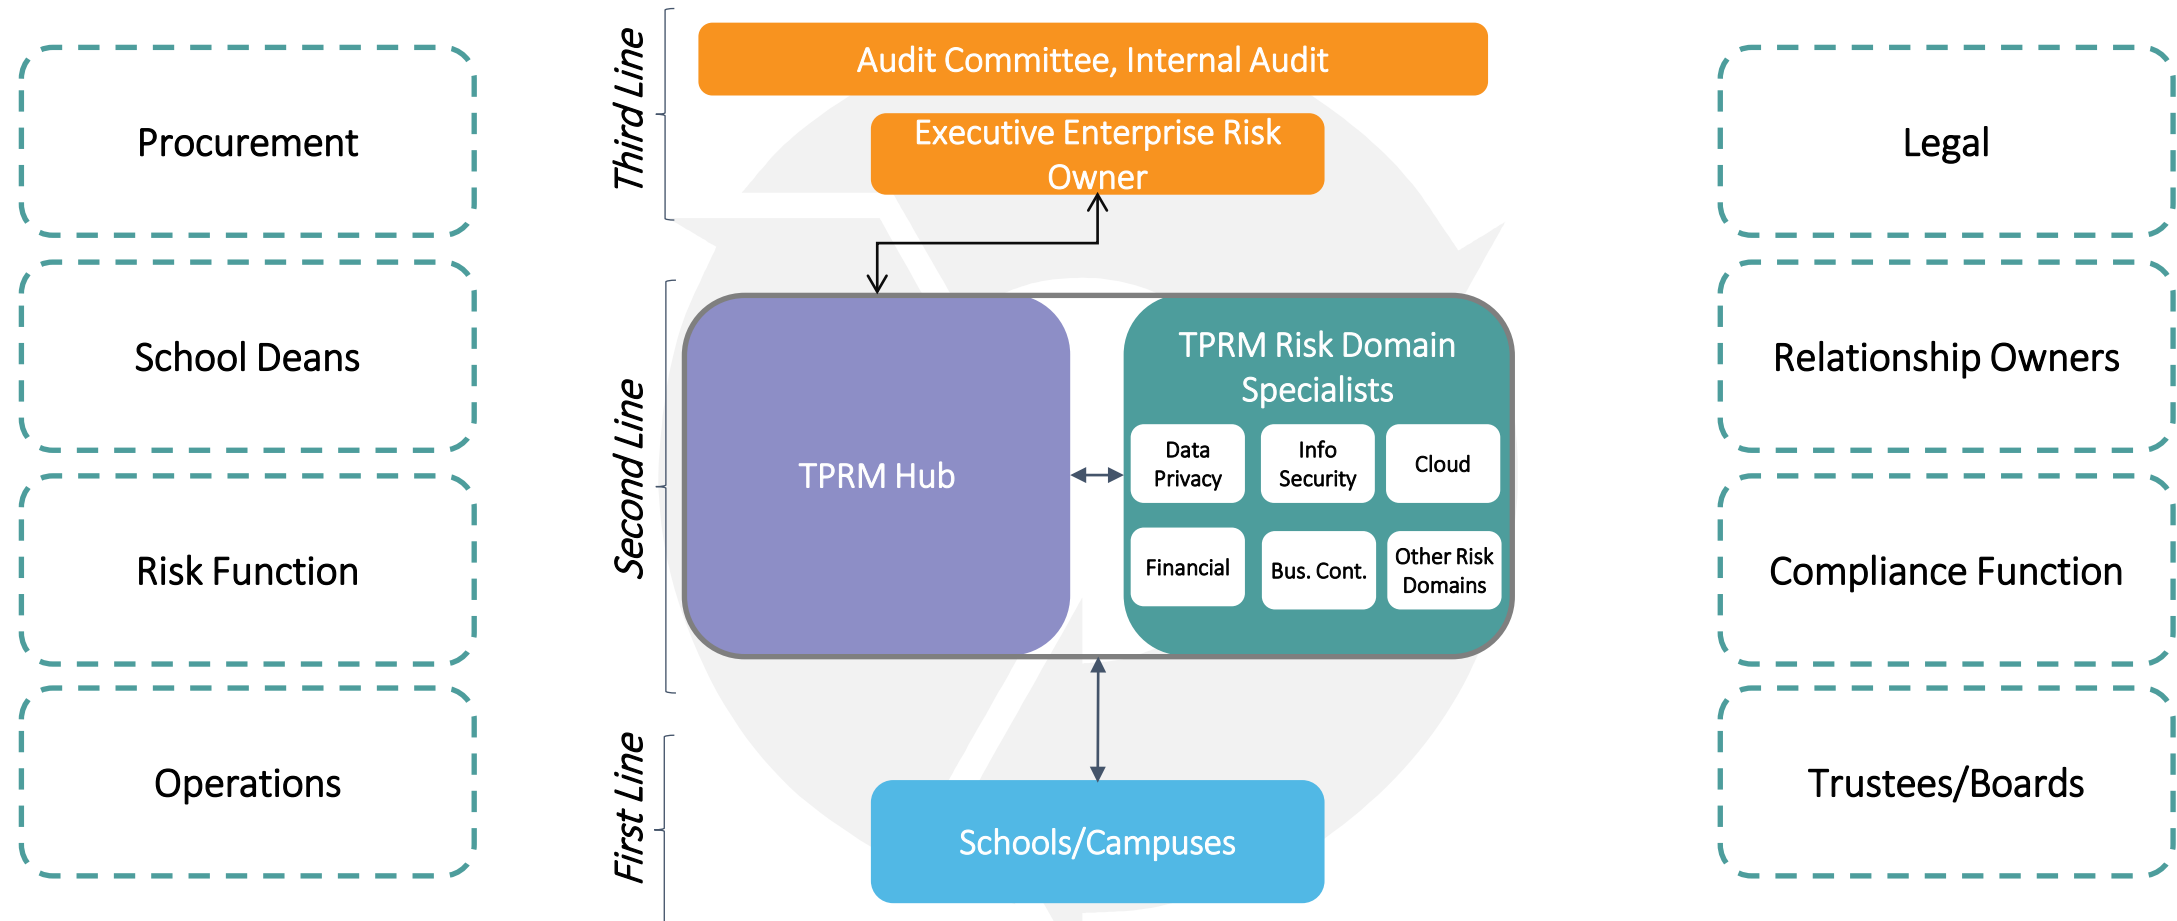 Procurement
School Deans
Risk Function
Operations
Third Line
Audit Committee, Internal Audit
Executive Enterprise Risk
Owner
Second Line
TPRM Hub
TPRM Risk Domain
Specialists
Data
Privacy
Info
Security
Cloud
Financial
Bus. Cont.
Other Risk
Domains
First Line
Schools/Campuses
Legal
Relationship Owners
Compliance Function
Trustees/Boards